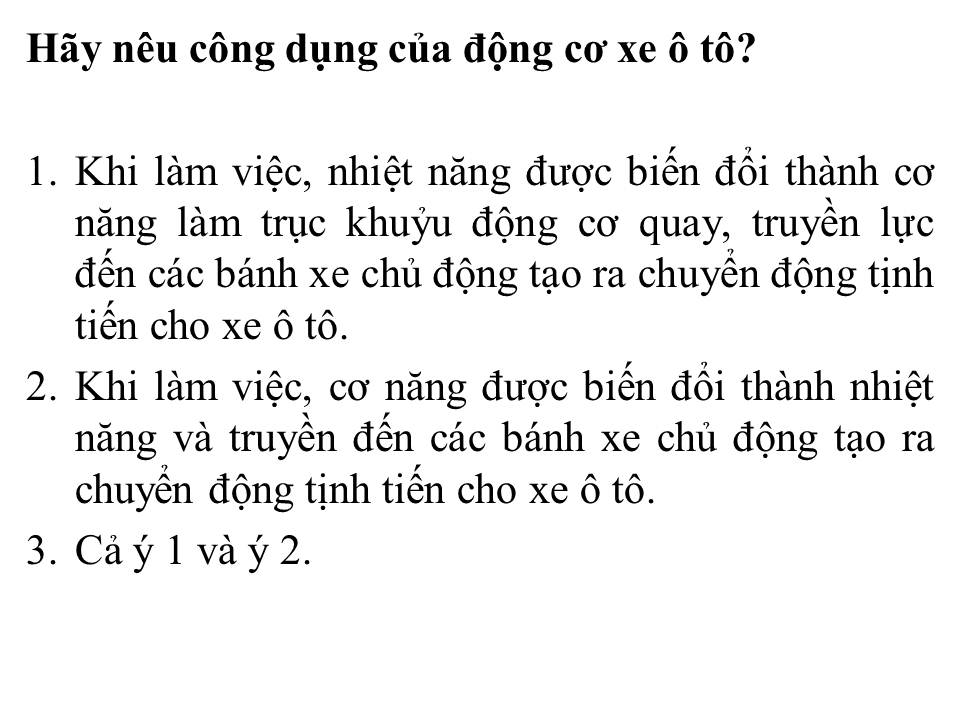 Hãy nêu công dụng của động cơ xe ô tô?
1. Khi làm việc, nhiệt năng được biến đổi thành cơ
năng làm trục khuỷu động cơ quay, truyền lực
đến các bánh xe chủ động tạo ra chuyển động tịnh
tiến cho xe ô tô.
2. Khi làm việc, cơ năng được biến đổi thành nhiệt
năng và truyền đến các bánh xe chủ động tạo ra
chuyển động tịnh tiến cho xe ô tô.
3. Cả ý 1 và ý 2.